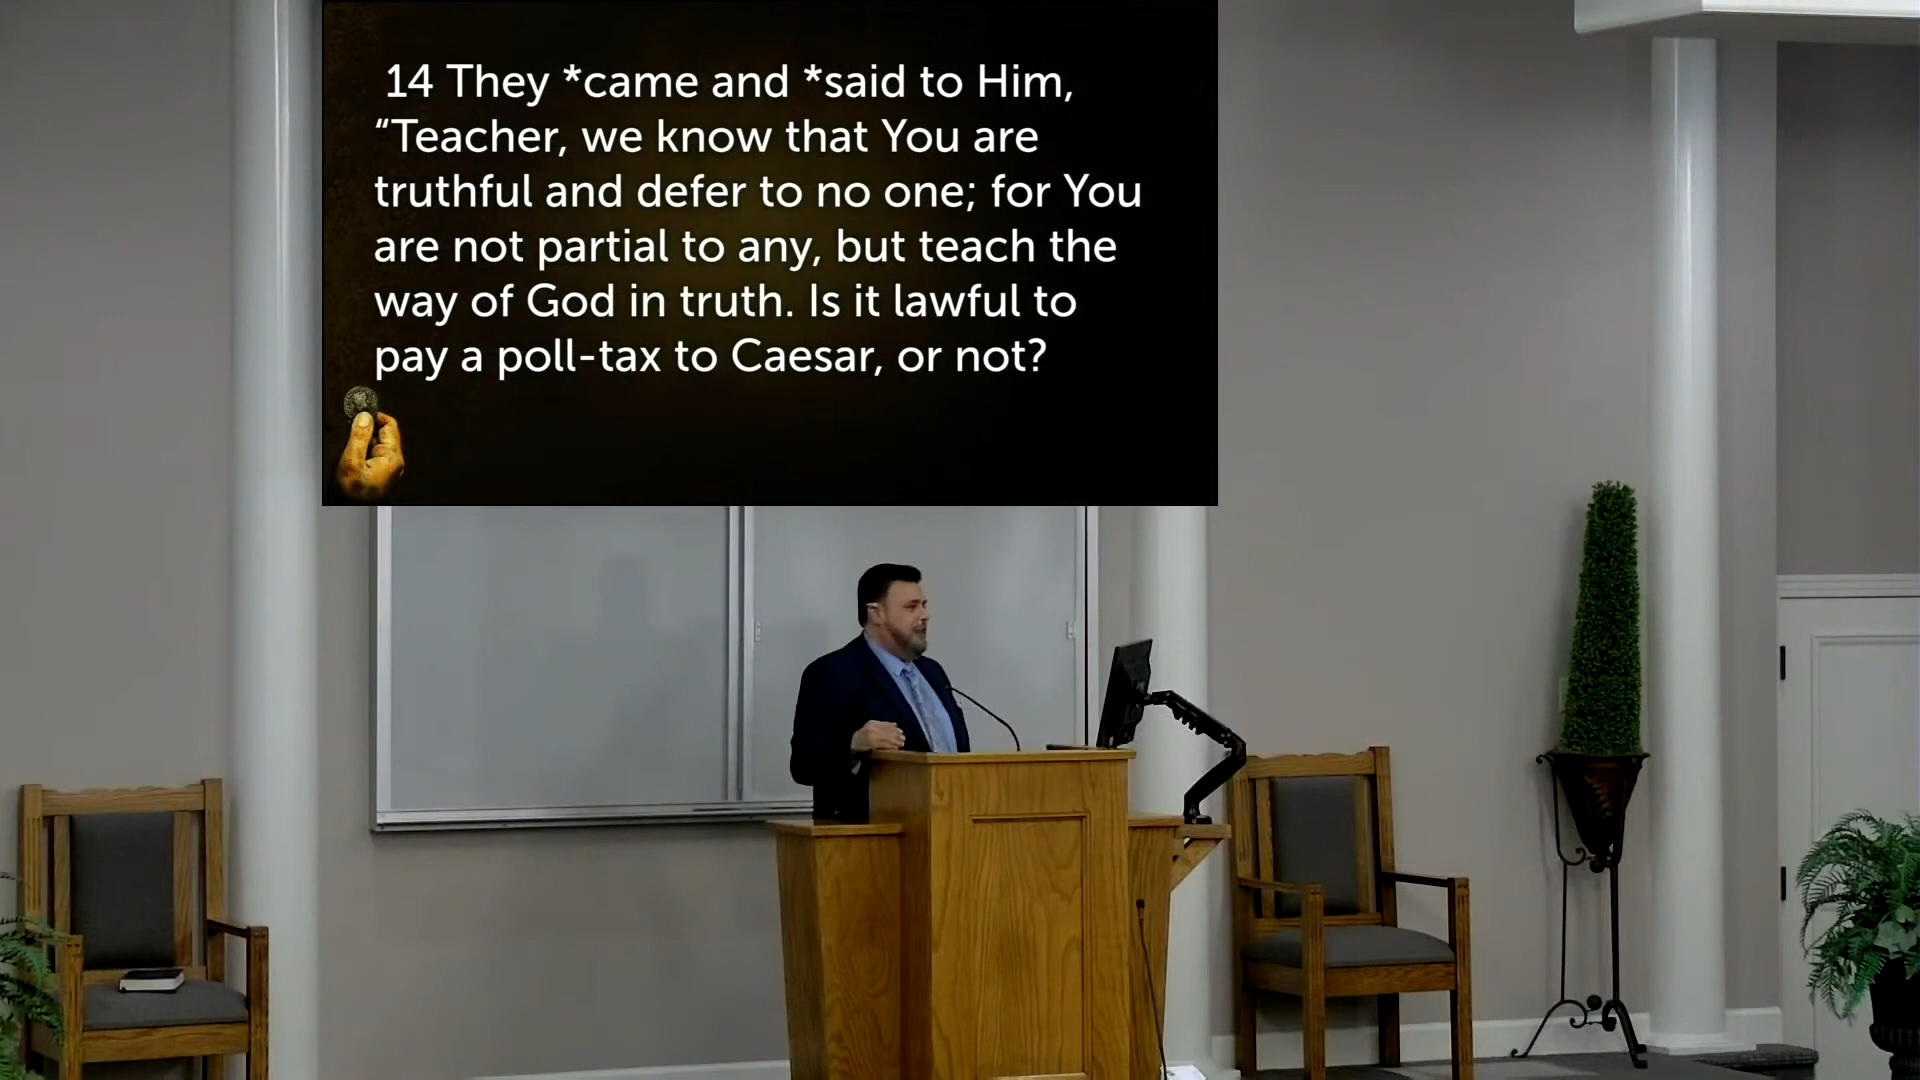 14 They *came and *said to Him,
“Teacher, we know that You are
truthful and defer to no one; for You
are not partial to any, but teach the
way of God in truth. Is it lawful to
pay a poll-tax to Caesar, or not?